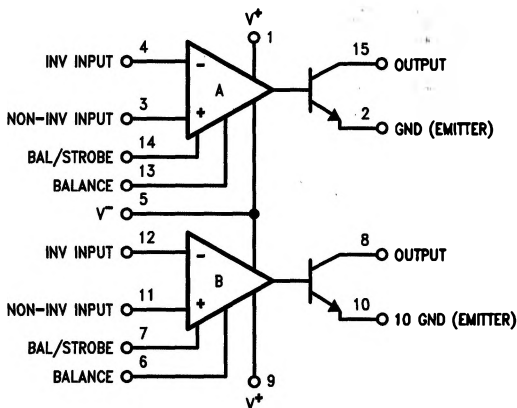 V+
1
4
INV INPUT
-
A
15
OUTPUT
3
NON-INV INPUT
+
2
GND (EMITTER)
14
BAL/STROBE
13
BALANCE
5
V-
12
INV INPUT
-
B
8
OUTPUT
11
NON-INV INPUT
+
10
10 GND (EMITTER)
7
BAL/STROBE
6
BALANCE
9
V+